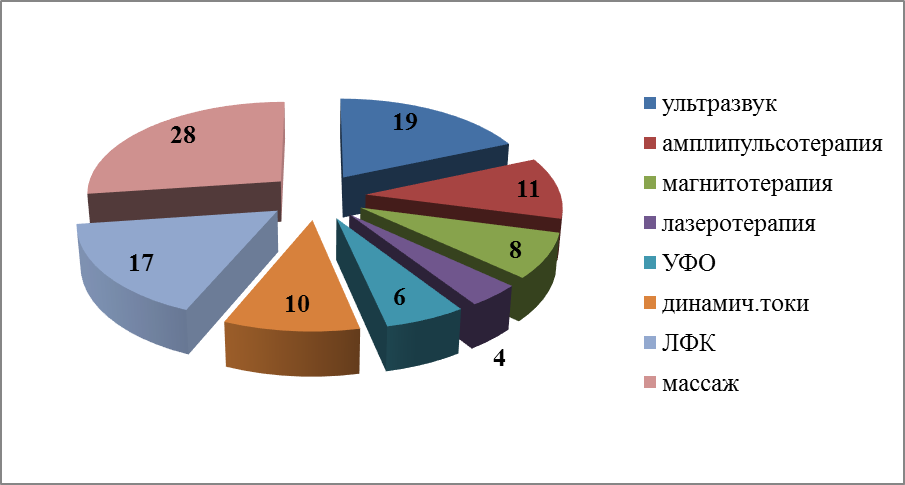 19
11
8
4
6
10
17
28
ультразвук
амплипульсотерапия
магнитотерапия
лазеротерапия
УФО
динамич.токи
ЛФК
массаж